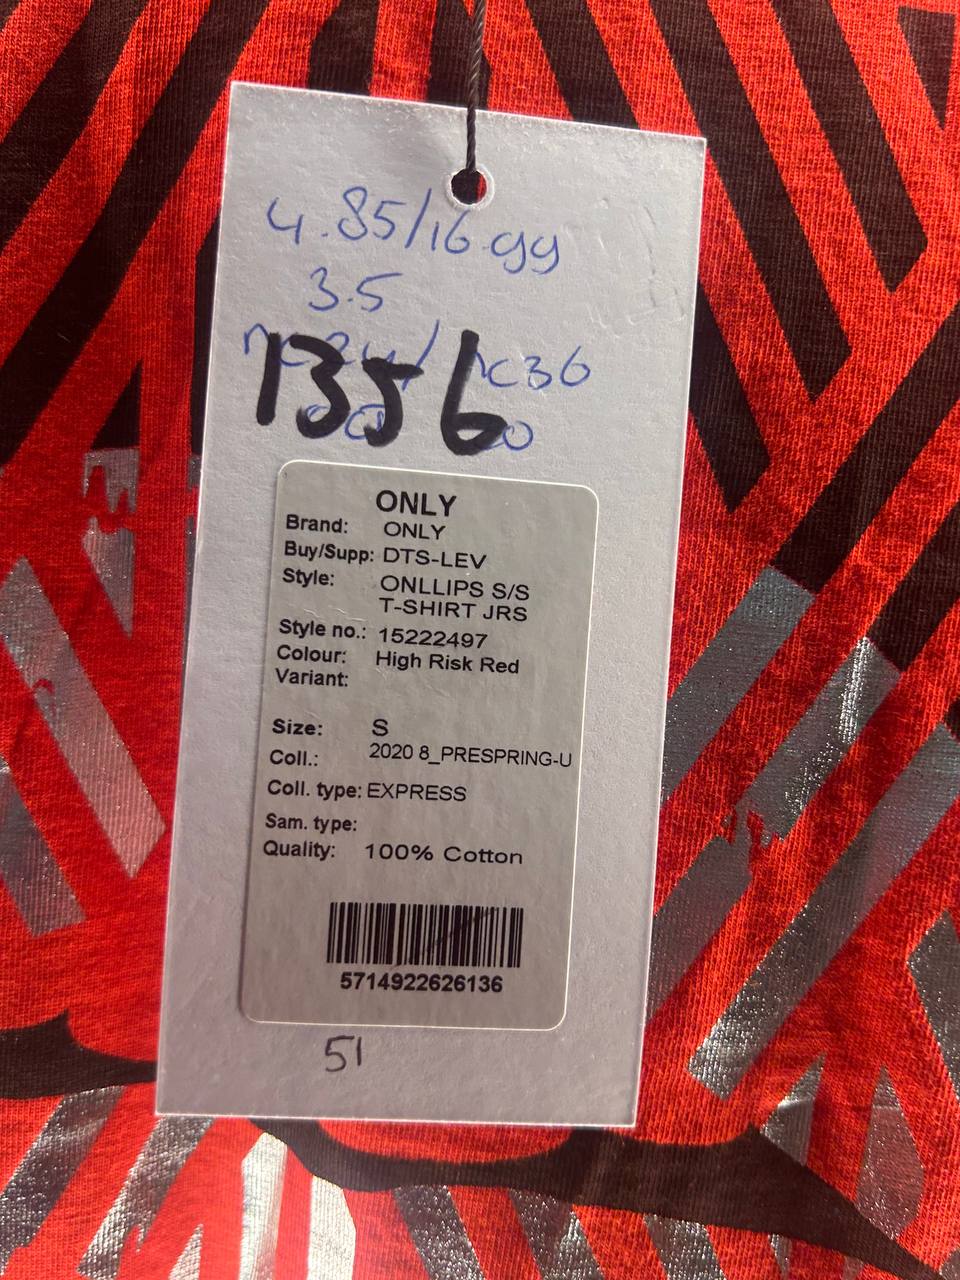 4.85/16.99
3.5
1356
36
ONLY
Brand: ONLY
Buy/Supp: DTS-LEV
Style: ONLLIPS S/S
T-SHIRT JRS
Style no.: 15222497
Colour: High Risk Red
Variant:
Size: S
Coll.: 2020 8_PRESPRING-U
Coll. type: EXPRESS
Sam. type:
Quality: 100% Cotton
5714922626136
51